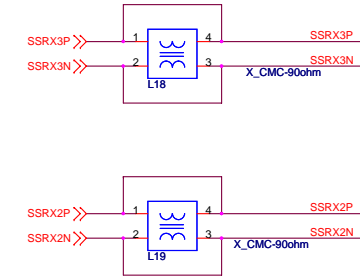 SSRX3P 1 4 SSRX3P
SSRX3N 2 3 SSRX3N
L18 X_CMC-90ohm
SSRX2P 1 4 SSRX2P
SSRX2N 2 3 SSRX2N
L19 X_CMC-90ohm